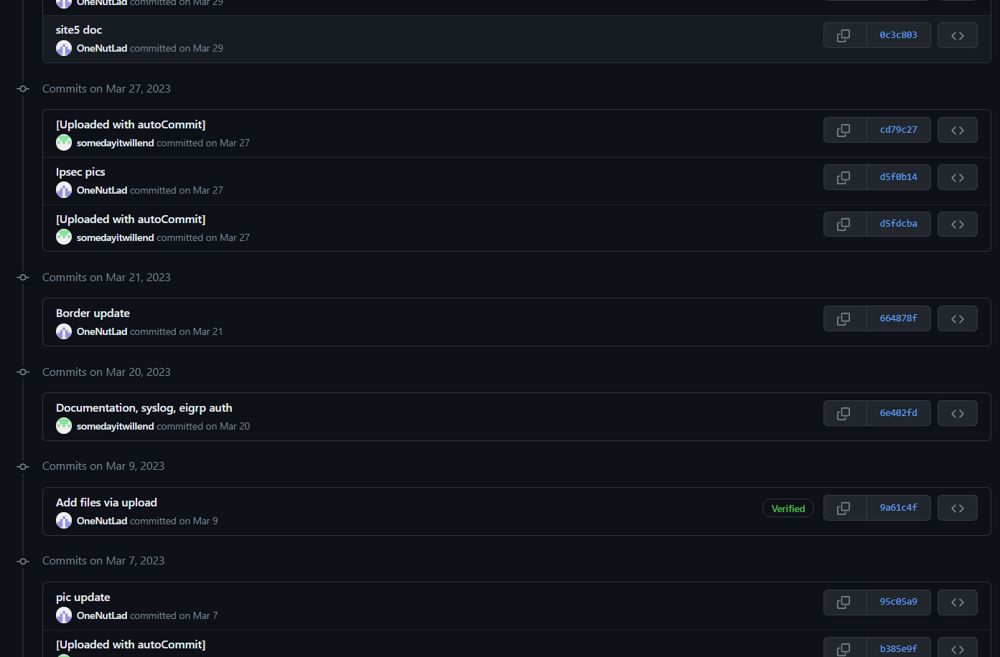 OneNutLad committed on Mar 29
site5 doc
OneNutLad committed on Mar 29
0c3c803
Commits on Mar 27, 2023
[Uploaded with autoCommit]
somedayitwillend committed on Mar 27
cd79c27
Ipsec pics
OneNutLad committed on Mar 27
d5f0b14
[Uploaded with autoCommit]
somedayitwillend committed on Mar 27
d5fdcba
Commits on Mar 21, 2023
Border update
OneNutLad committed on Mar 21
664878f
Commits on Mar 20, 2023
Documentation, syslog, eigrp auth
somedayitwillend committed on Mar 20
6e402fd
Commits on Mar 9, 2023
Add files via upload
OneNutLad committed on Mar 9
Verified
9a61c4f
Commits on Mar 7, 2023
pic update
OneNutLad committed on Mar 7
95c05a9
[Uploaded with autoCommit]
b385e9f